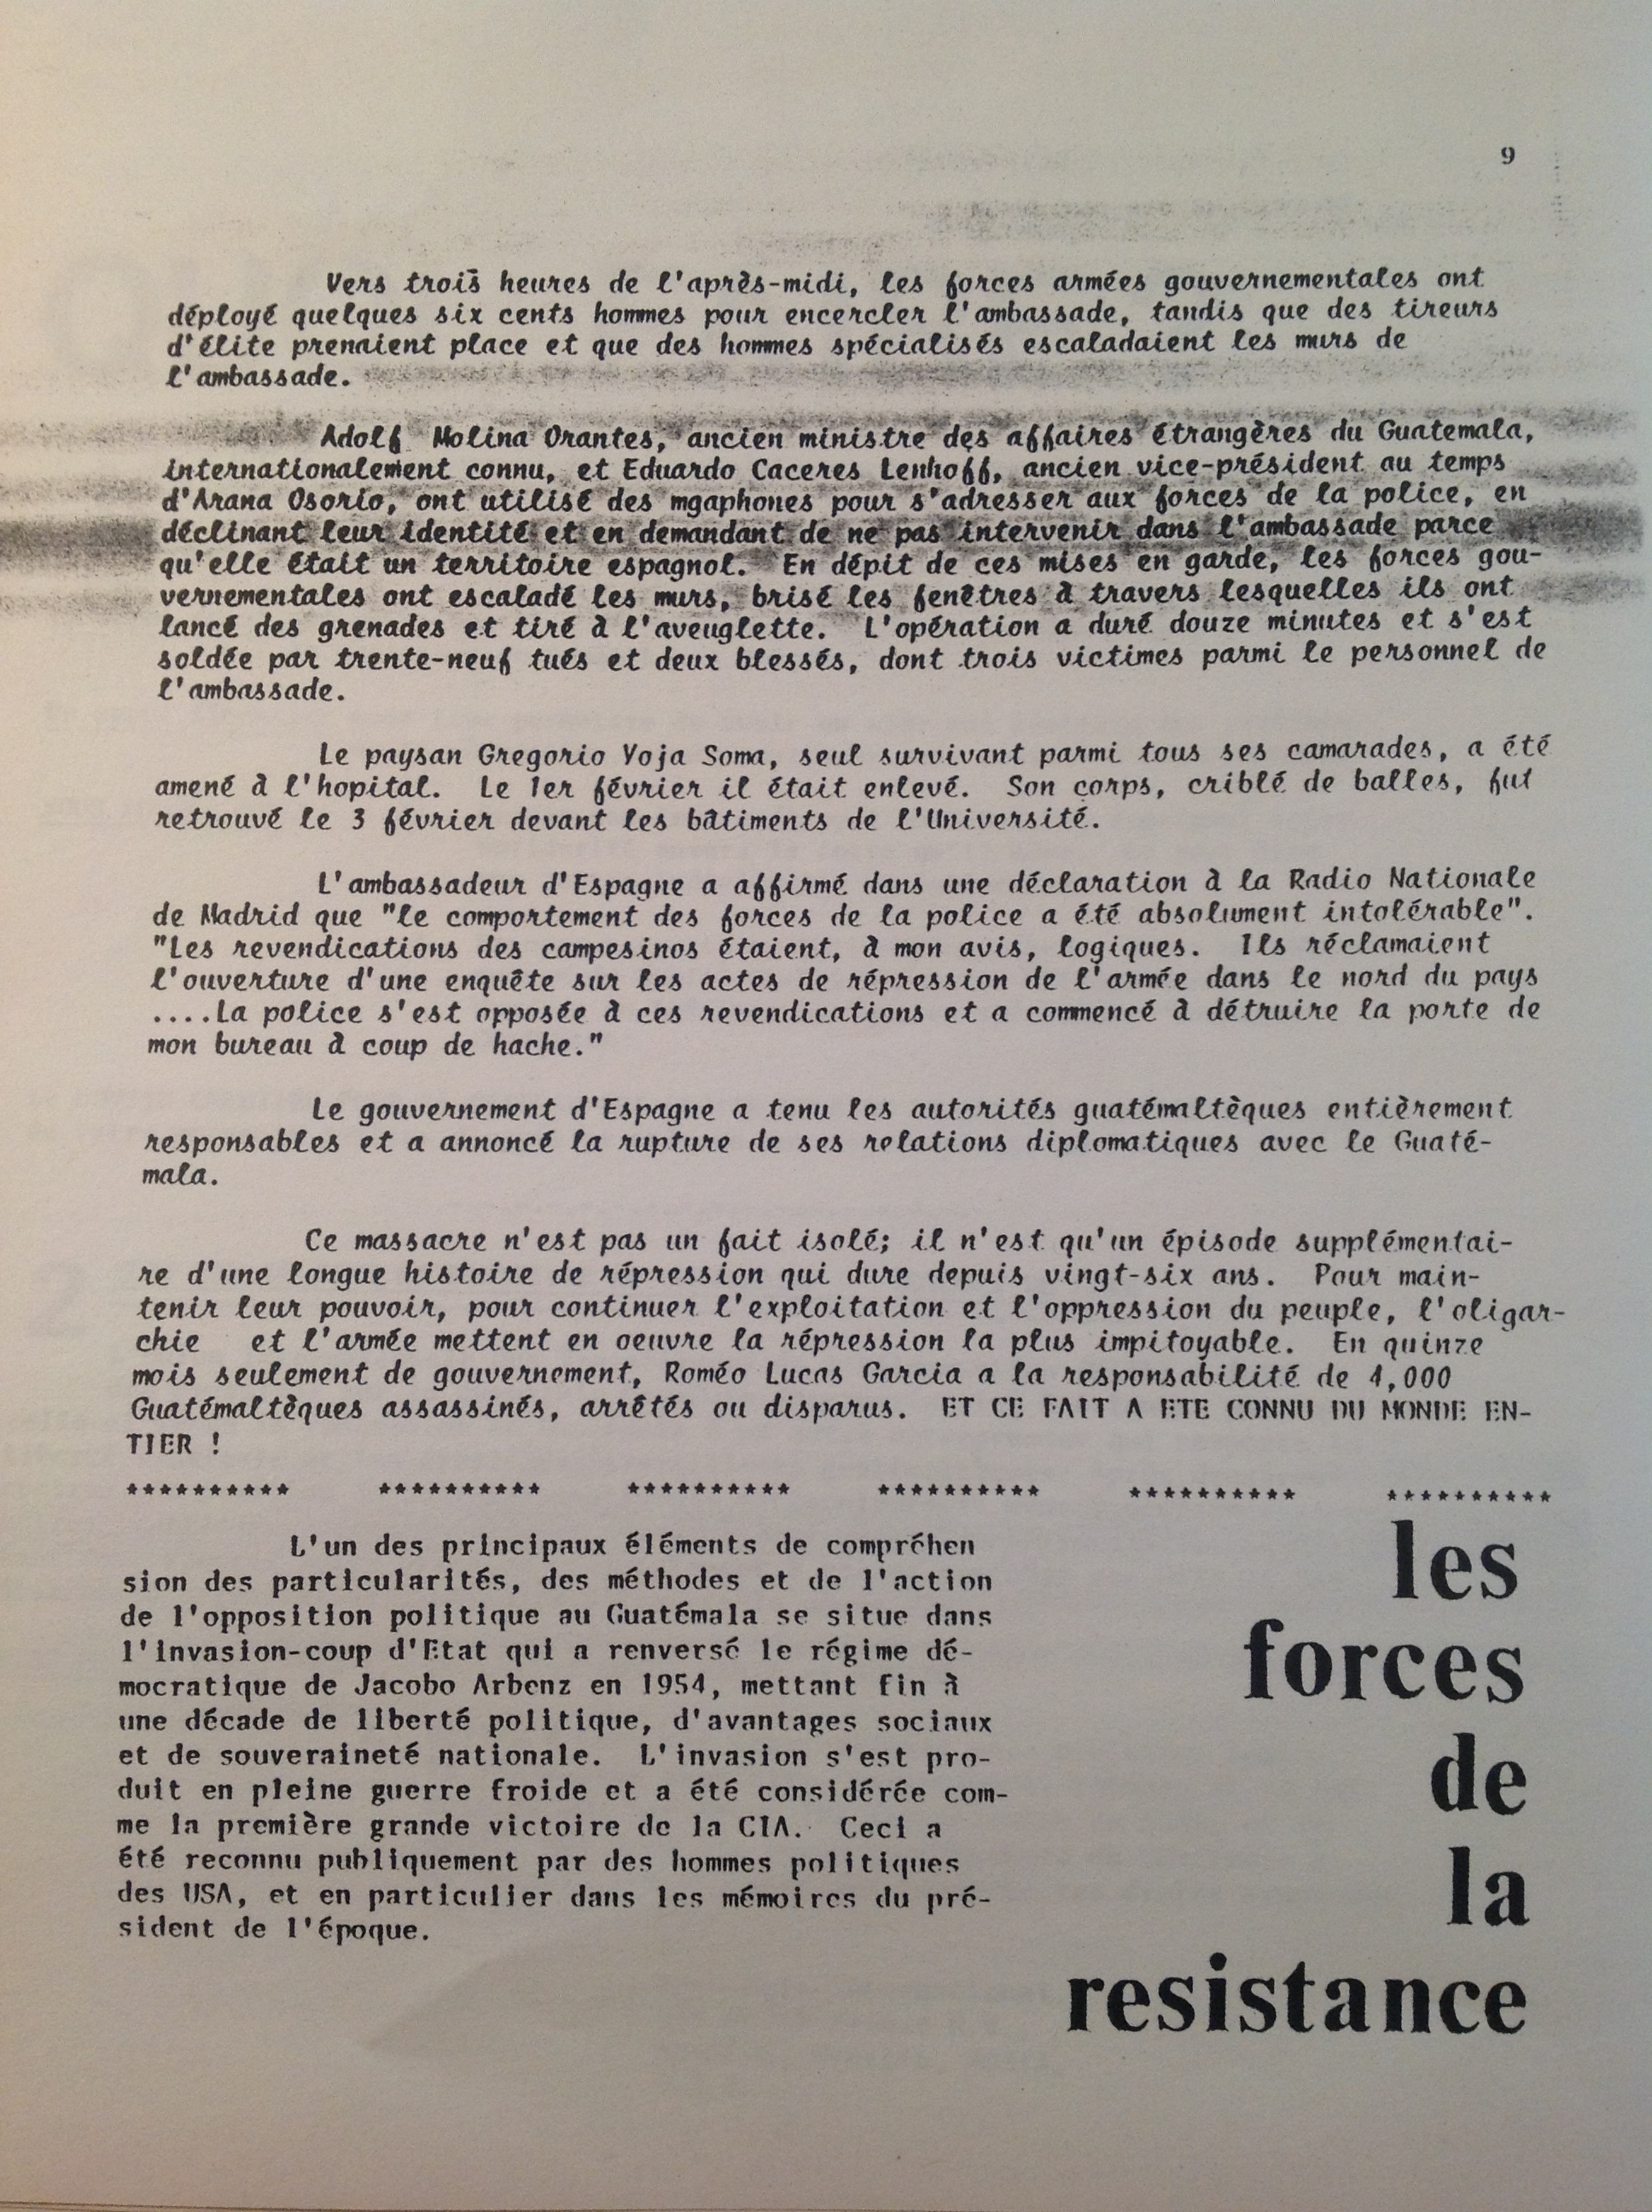 9
Vers trois heures de l'après-midi, les forces armées gouvernementales ont
déployé quelques six cents hommes pour encercler l'ambassade, tandis que des tireurs
d'élite prenaient place et que des hommes spécialisés escaladaient les murs de
l'ambassade.
Adolf Molina Orantes, ancien ministre des affaires étrangères du Guatemala,
internationalement connu, et Eduardo Caceres Lenhoff, ancien vice-président au temps
d'Arana Osorio, ont utilisé des mgaphones pour s'adresser aux forces de la police, en
déclinant leur identité et en demandant de ne pas intervenir dans l'ambassade parce
qu'elle était un territoire espagnol. En dépit de ces mises en garde, les forces gou-
vernementales ont escaladé les murs, brisé les fenêtres à travers lesquelles ils ont
lancé des grenades et tiré à l'aveuglette. L'opération a duré douze minutes et s'est
soldée par trente-neuf tués et deux blessés, dont trois victimes parmi le personnel de
l'ambassade.
Le paysan Gregorio Yoja Soma, seul survivant parmi tous ses camarades, a été
amené à l'hopital. Le 1er février il était enlevé. Son corps, criblé de balles, fut
retrouvé le 3 février devant les bâtiments de l'Université.
L'ambassadeur d'Espagne a affirmé dans une déclaration à la Radio Nationale
de Madrid que "le comportement des forces de la police a été absolument intolérable".
"Les revendications des campesinos étaient, à mon avis, logiques. Ils réclamaient
l'ouverture d'une enquête sur les actes de répression de l'armée dans le nord du pays
....La police s'est opposée à ces revendications et a commencé à détruire la porte de
mon bureau à coup de hache."
Le gouvernement d'Espagne a tenu les autorités guatémaltèques entièrement
responsables et a annoncé la rupture de ses relations diplomatiques avec le Guaté-
mala.
Ce massacre n'est pas un fait isolé; il n'est qu'un épisode supplémentai-
re d'une longue histoire de répression qui dure depuis vingt-six ans. Pour main-
tenir leur pouvoir, pour continuer l'exploitation et l'oppression du peuple, l'oligar-
chie et l'armée mettent en oeuvre la répression la plus impitoyable. En quinze
mois seulement de gouvernement, Roméo Lucas Garcia a la responsabilité de 4,000
Guatémaltèques assassinés, arrêtés ou disparus. ET CE FAIT A ETE CONNU DU MONDE EN-
TIER !
********** ********** ********** ********** ********** **********
L'un des principaux éléments de compréhen
sion des particularités, des méthodes et de l'action
de l'opposition politique au Guatémala se situe dans
l'invasion-coup d'Etat qui a renversé le régime dé-
mocratique de Jacobo Arbenz en 1954, mettant fin à
une décade de liberté politique, d'avantages sociaux
et de souveraineté nationale. L'invasion s'est pro-
duit en pleine guerre froide et a été considérée com-
me la première grande victoire de la CIA. Ceci a
été reconnu publiquement par des hommes politiques
des USA, et en particulier dans les mémoires du pré-
sident de l'époque.
les
forces
de
la
resistance